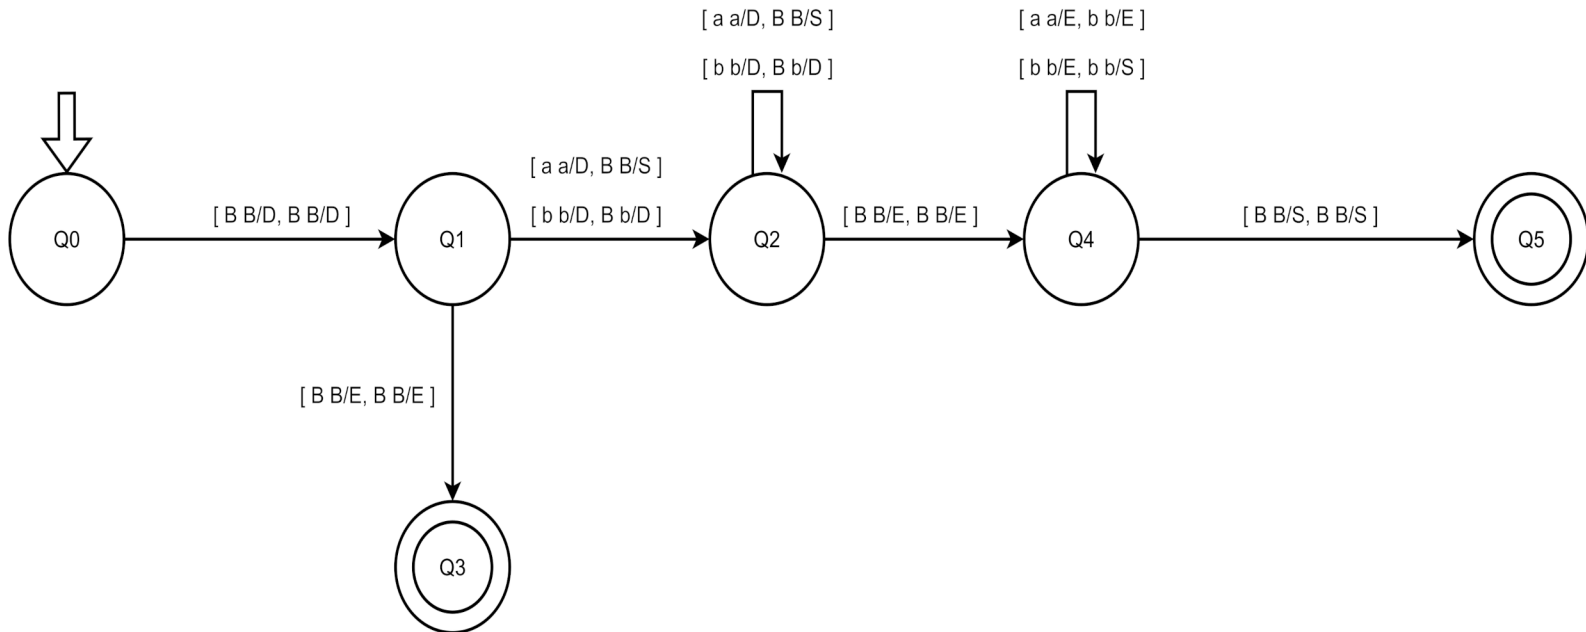 [ a a/D, B B/S ]
[ a a/E, b b/E ]
[ b b/D, B b/D ]
[ b b/E, b b/S ]
[ a a/D, B B/S ]
Q0
[ B B/D, B B/D ]
Q1
[ b b/D, B b/D ]
Q2
[ B B/E, B B/E ]
Q4
[ B B/S, B B/S ]
Q5
[ B B/E, B B/E ]
Q3